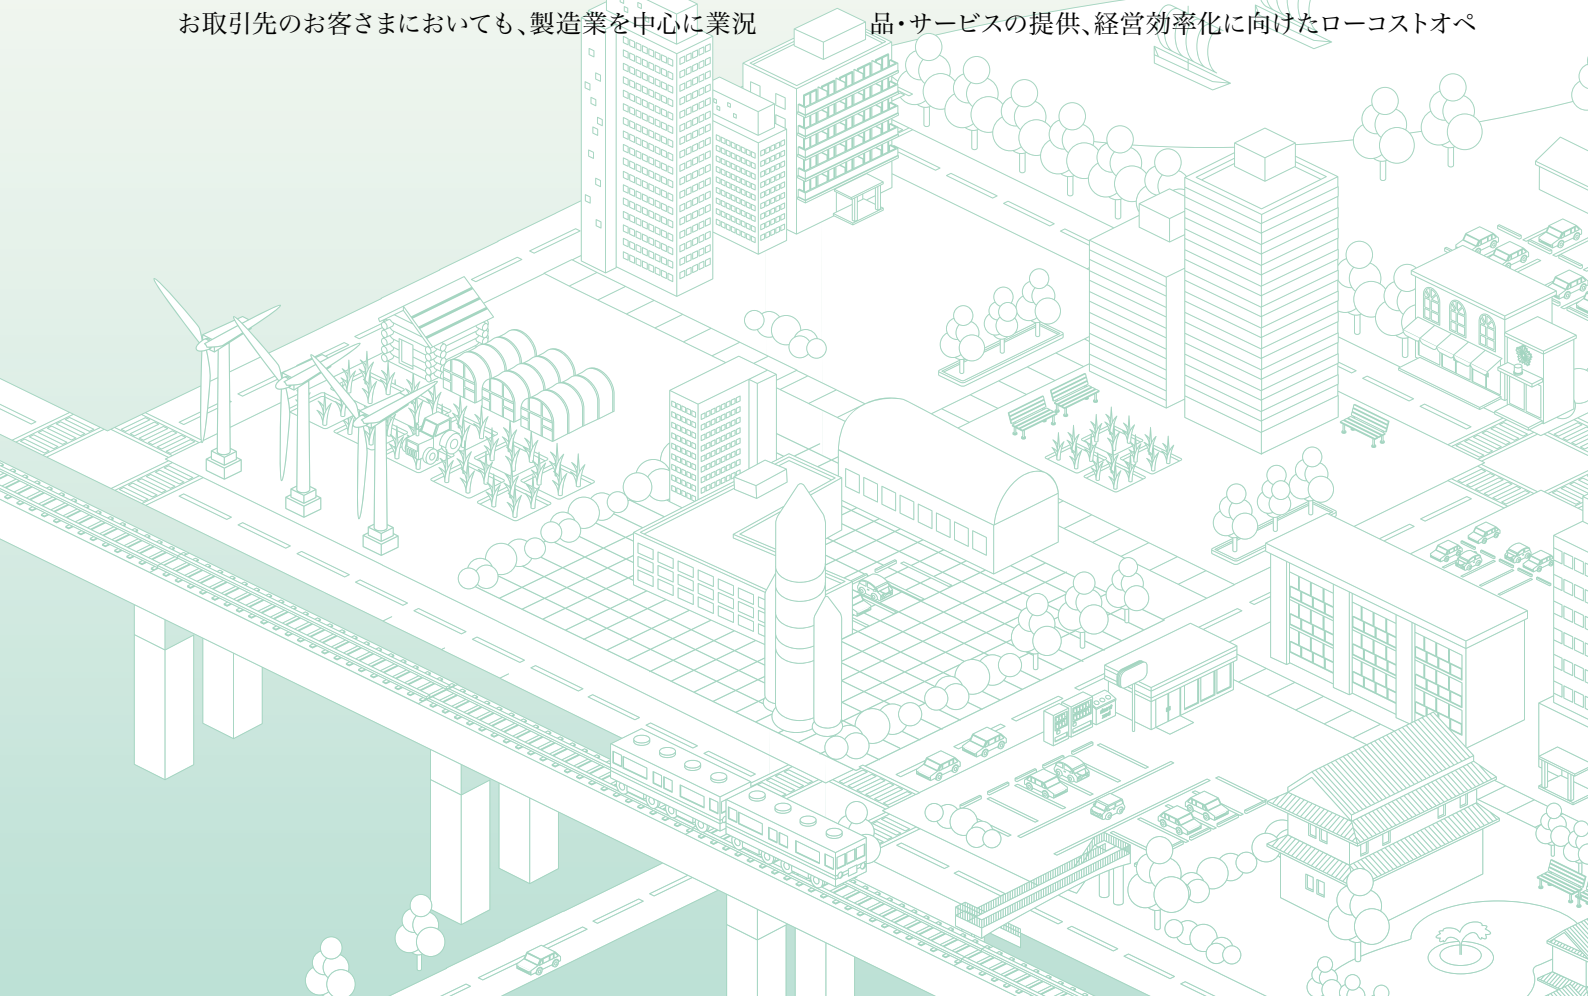 お取引先のお客さまにおいても、製造業を中心に業況
品・サービスの提供、経営効率化に向けたローコストオペ